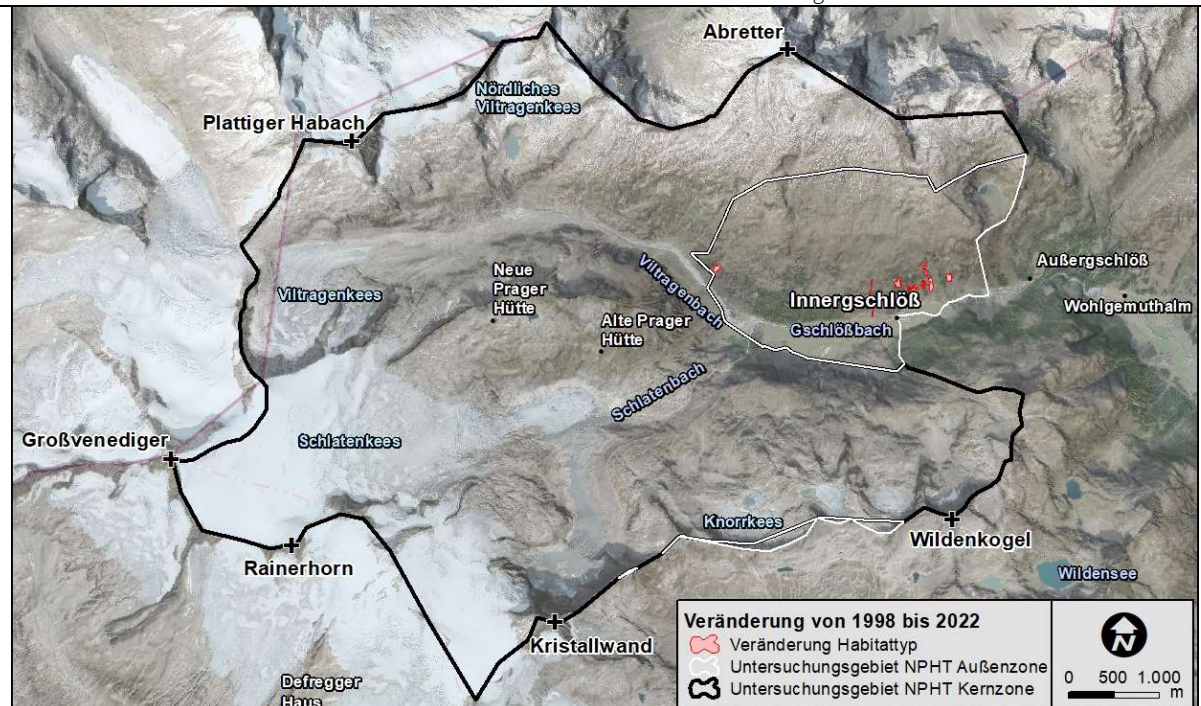 Abretter
Nördliches
Viltragenkees
Plattiger Habach
Außergschlöß
Neue
Prager
Hütte
Viltragenbach
Viltragenkees
Innergschlöß
Wohlgemuthalm
Alte Prager
Hütte
Gschlößbach
Schlatenbach
Großvenediger
Schlatenkees
Knorrkees
Wildenkogel
Rainerhorn
Wildensee
Kristallwand
Defregger
Haus
Veränderung von 1998 bis 2022
Veränderung Habitattyp
Untersuchungsgebiet NPHT Außenzone
Untersuchungsgebiet NPHT Kernzone
N
0 500 1.000
m